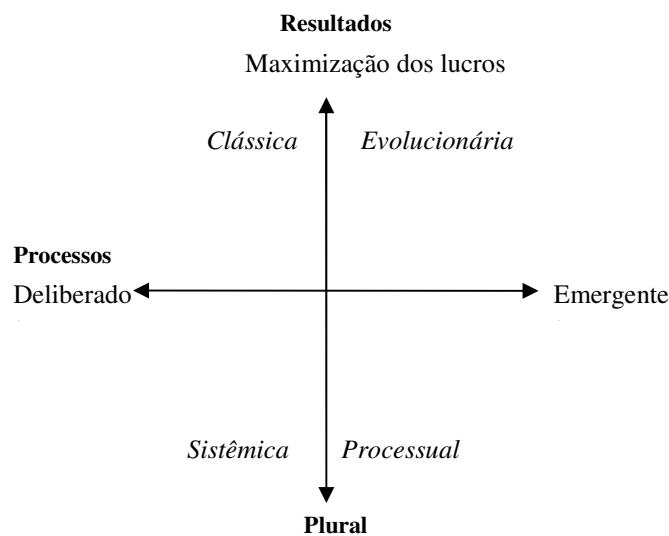 Resultados
Maximização dos lucros
Clássica Evolucionária
Processos
Deliberado Emergente
Sistêmica Processual
Plural